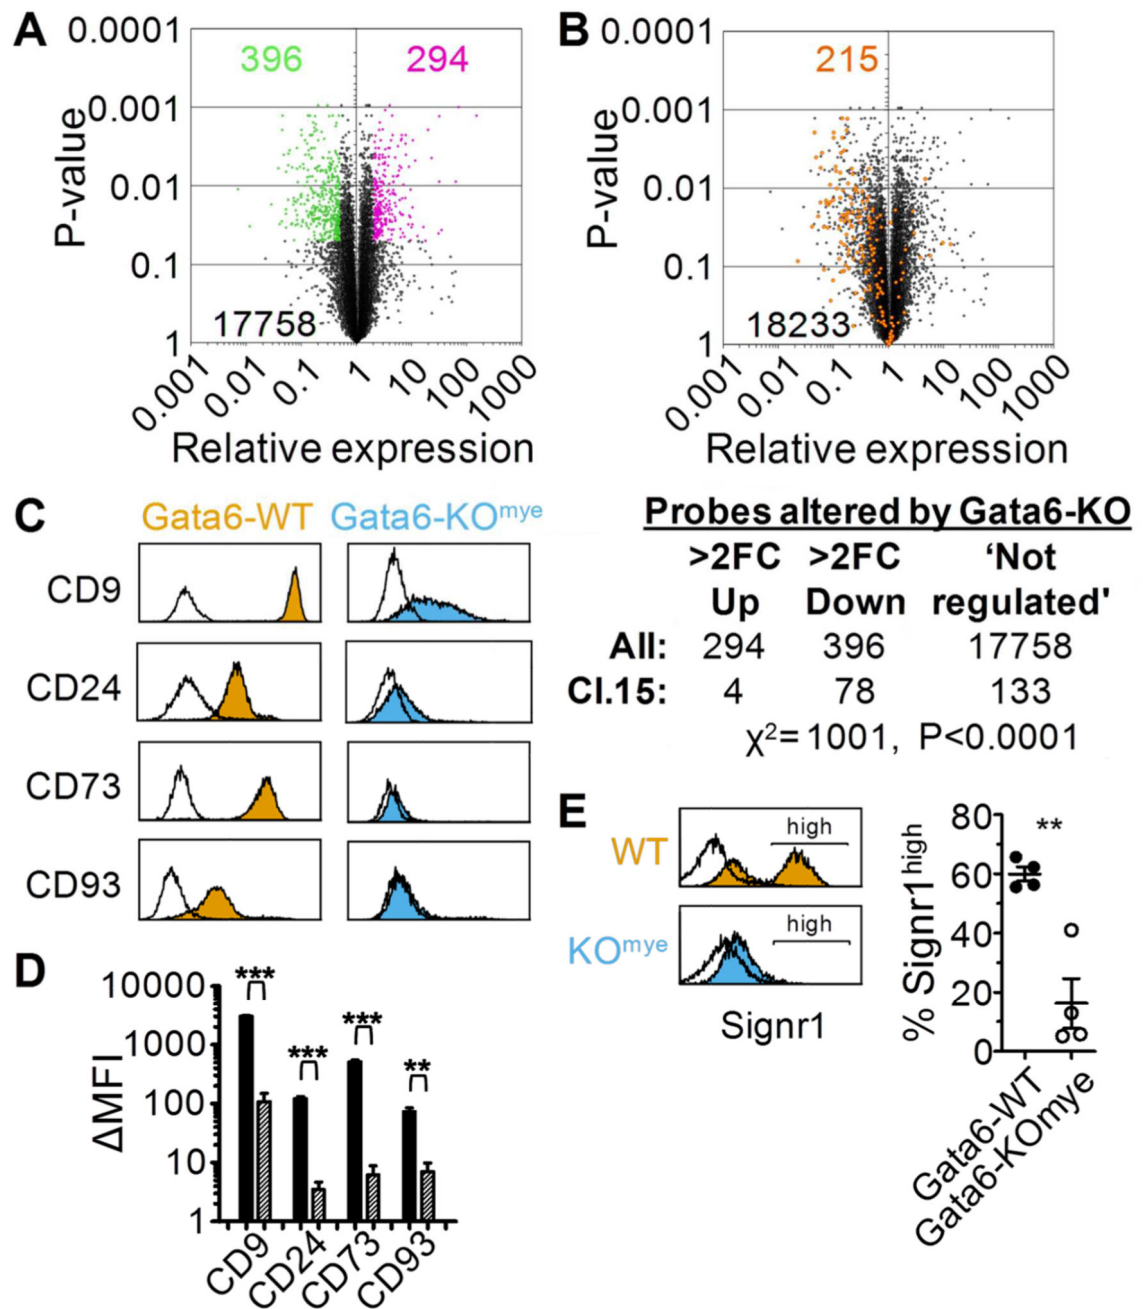 A
0.0001
0.001
0.01
0.1
1
P-value
396
294
17758
0.001
0.01
0.1
1
10
100
1000
Relative expression
B
0.0001
0.001
0.01
0.1
1
P-value
215
18233
0.001
0.01
0.1
1
10
100
1000
Relative expression
Probes altered by Gata6-KO
>2FC >2FC ‘Not
Up Down regulated'
All: 294 396 17758
Cl.15: 4 78 133
χ²= 1001, P<0.0001
C
Gata6-WT Gata6-KOmye
CD9
CD24
CD73
CD93
D
10000
1000
100
10
1
ΔMFI
***
***
***
**
CD9
CD24
CD73
CD93
E
WT
high
KOmye
high
Signr1
% Signr1high
80
60
40
20
0
**
Gata6-WT
Gata6-KOmye